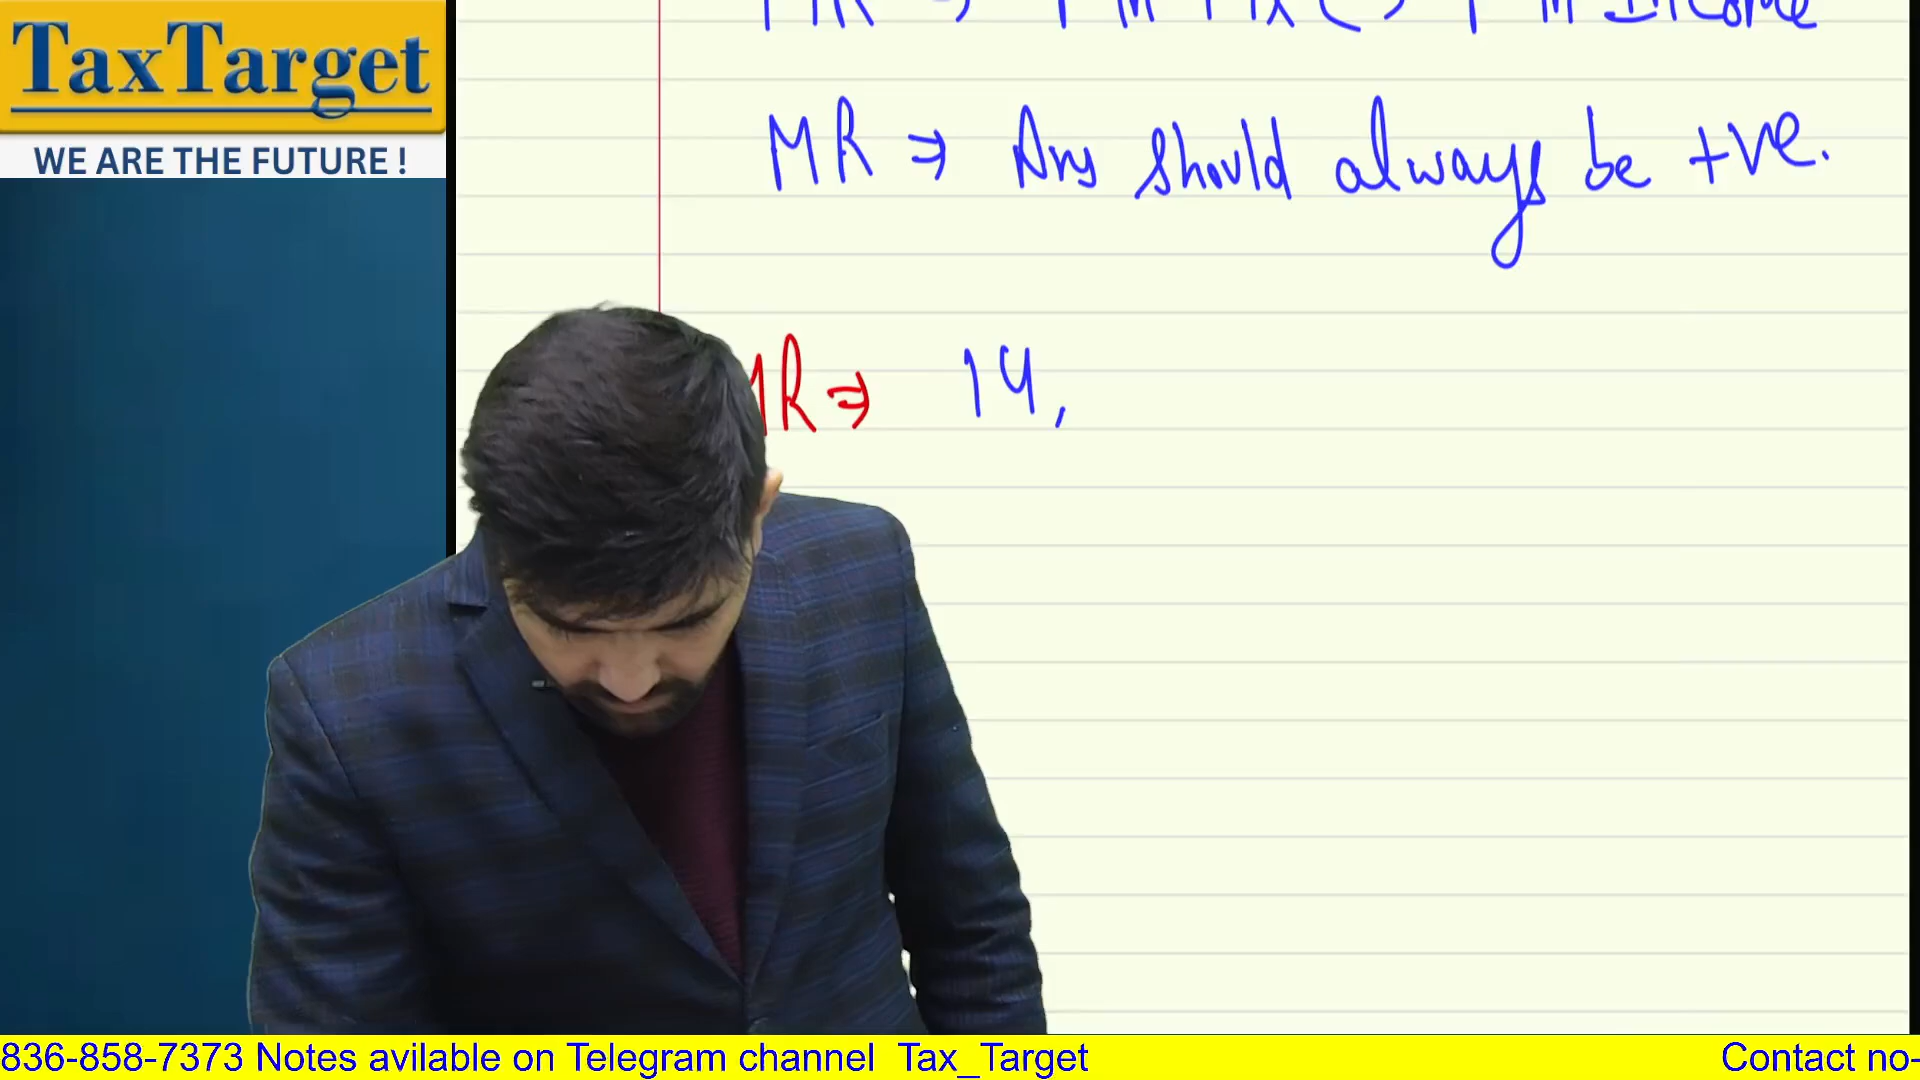 TaxTarget
WE ARE THE FUTURE !
MR ⇒ Ans should always be +ve.
MR ⇒ 14,
836-858-7373 Notes avilable on Telegram channel Tax_Target
Contact no-